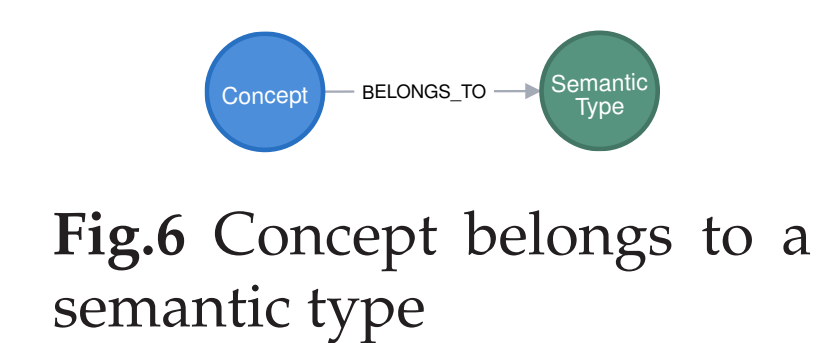 Concept
BELONGS_TO
Semantic
Type
Fig.6 Concept belongs to a
semantic type